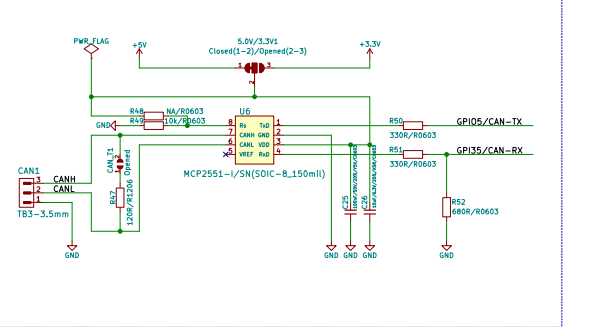 5.0V/3.3V1
Closed(1-2)/Opened(2-3)
PWR_FLAG
+5V
+3.3V
1
3
2
R48
NA/R0603
R49
10k/R0603
GND
U6
8
Rs
TxD
1
7
CANH
GND
2
6
CANL
VDD
3
5
VREF
RxD
4
MCP2551-I/SN(SOIC-8_150mil)
R50
330R/R0603
GPIO5/CAN-TX
R51
330R/R0603
GPI35/CAN-RX
CAN_T1
Opened
R47
120R/R1206
CAN1
3
CANH
2
CANL
1
TB3-3.5mm
C25
C26
R52
680R/R0603
GND
GND
GND
GND
GND